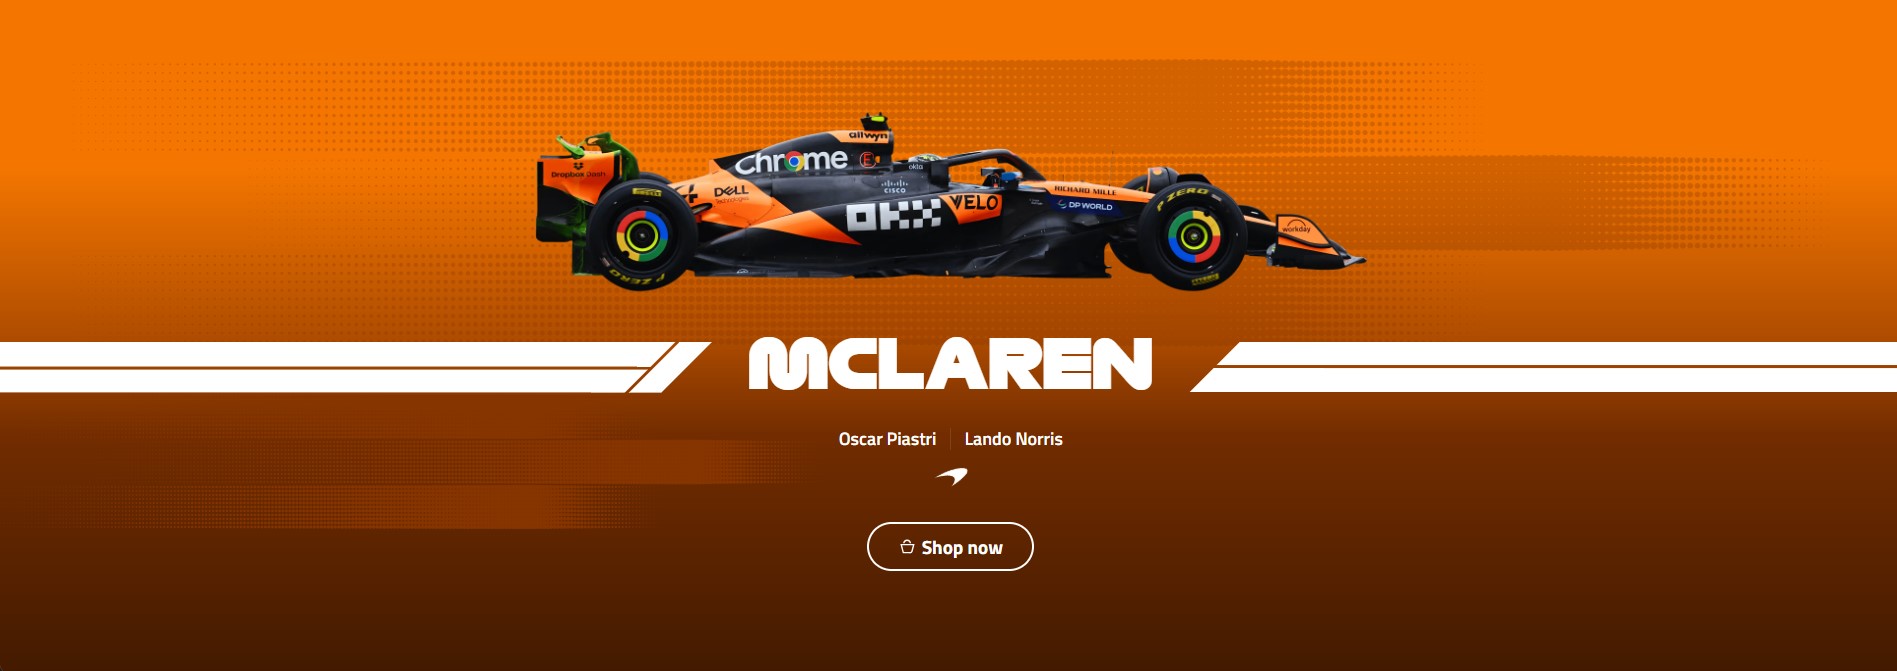 allwyn
Chrome
okta
Dropbox Dash
DELL
Technologies
CISCO
RICHARD MILLE
P ZERO
VELO
DP WORLD
OKX
workday
P ZERO
MCLAREN
Oscar Piastri
Lando Norris
Shop now